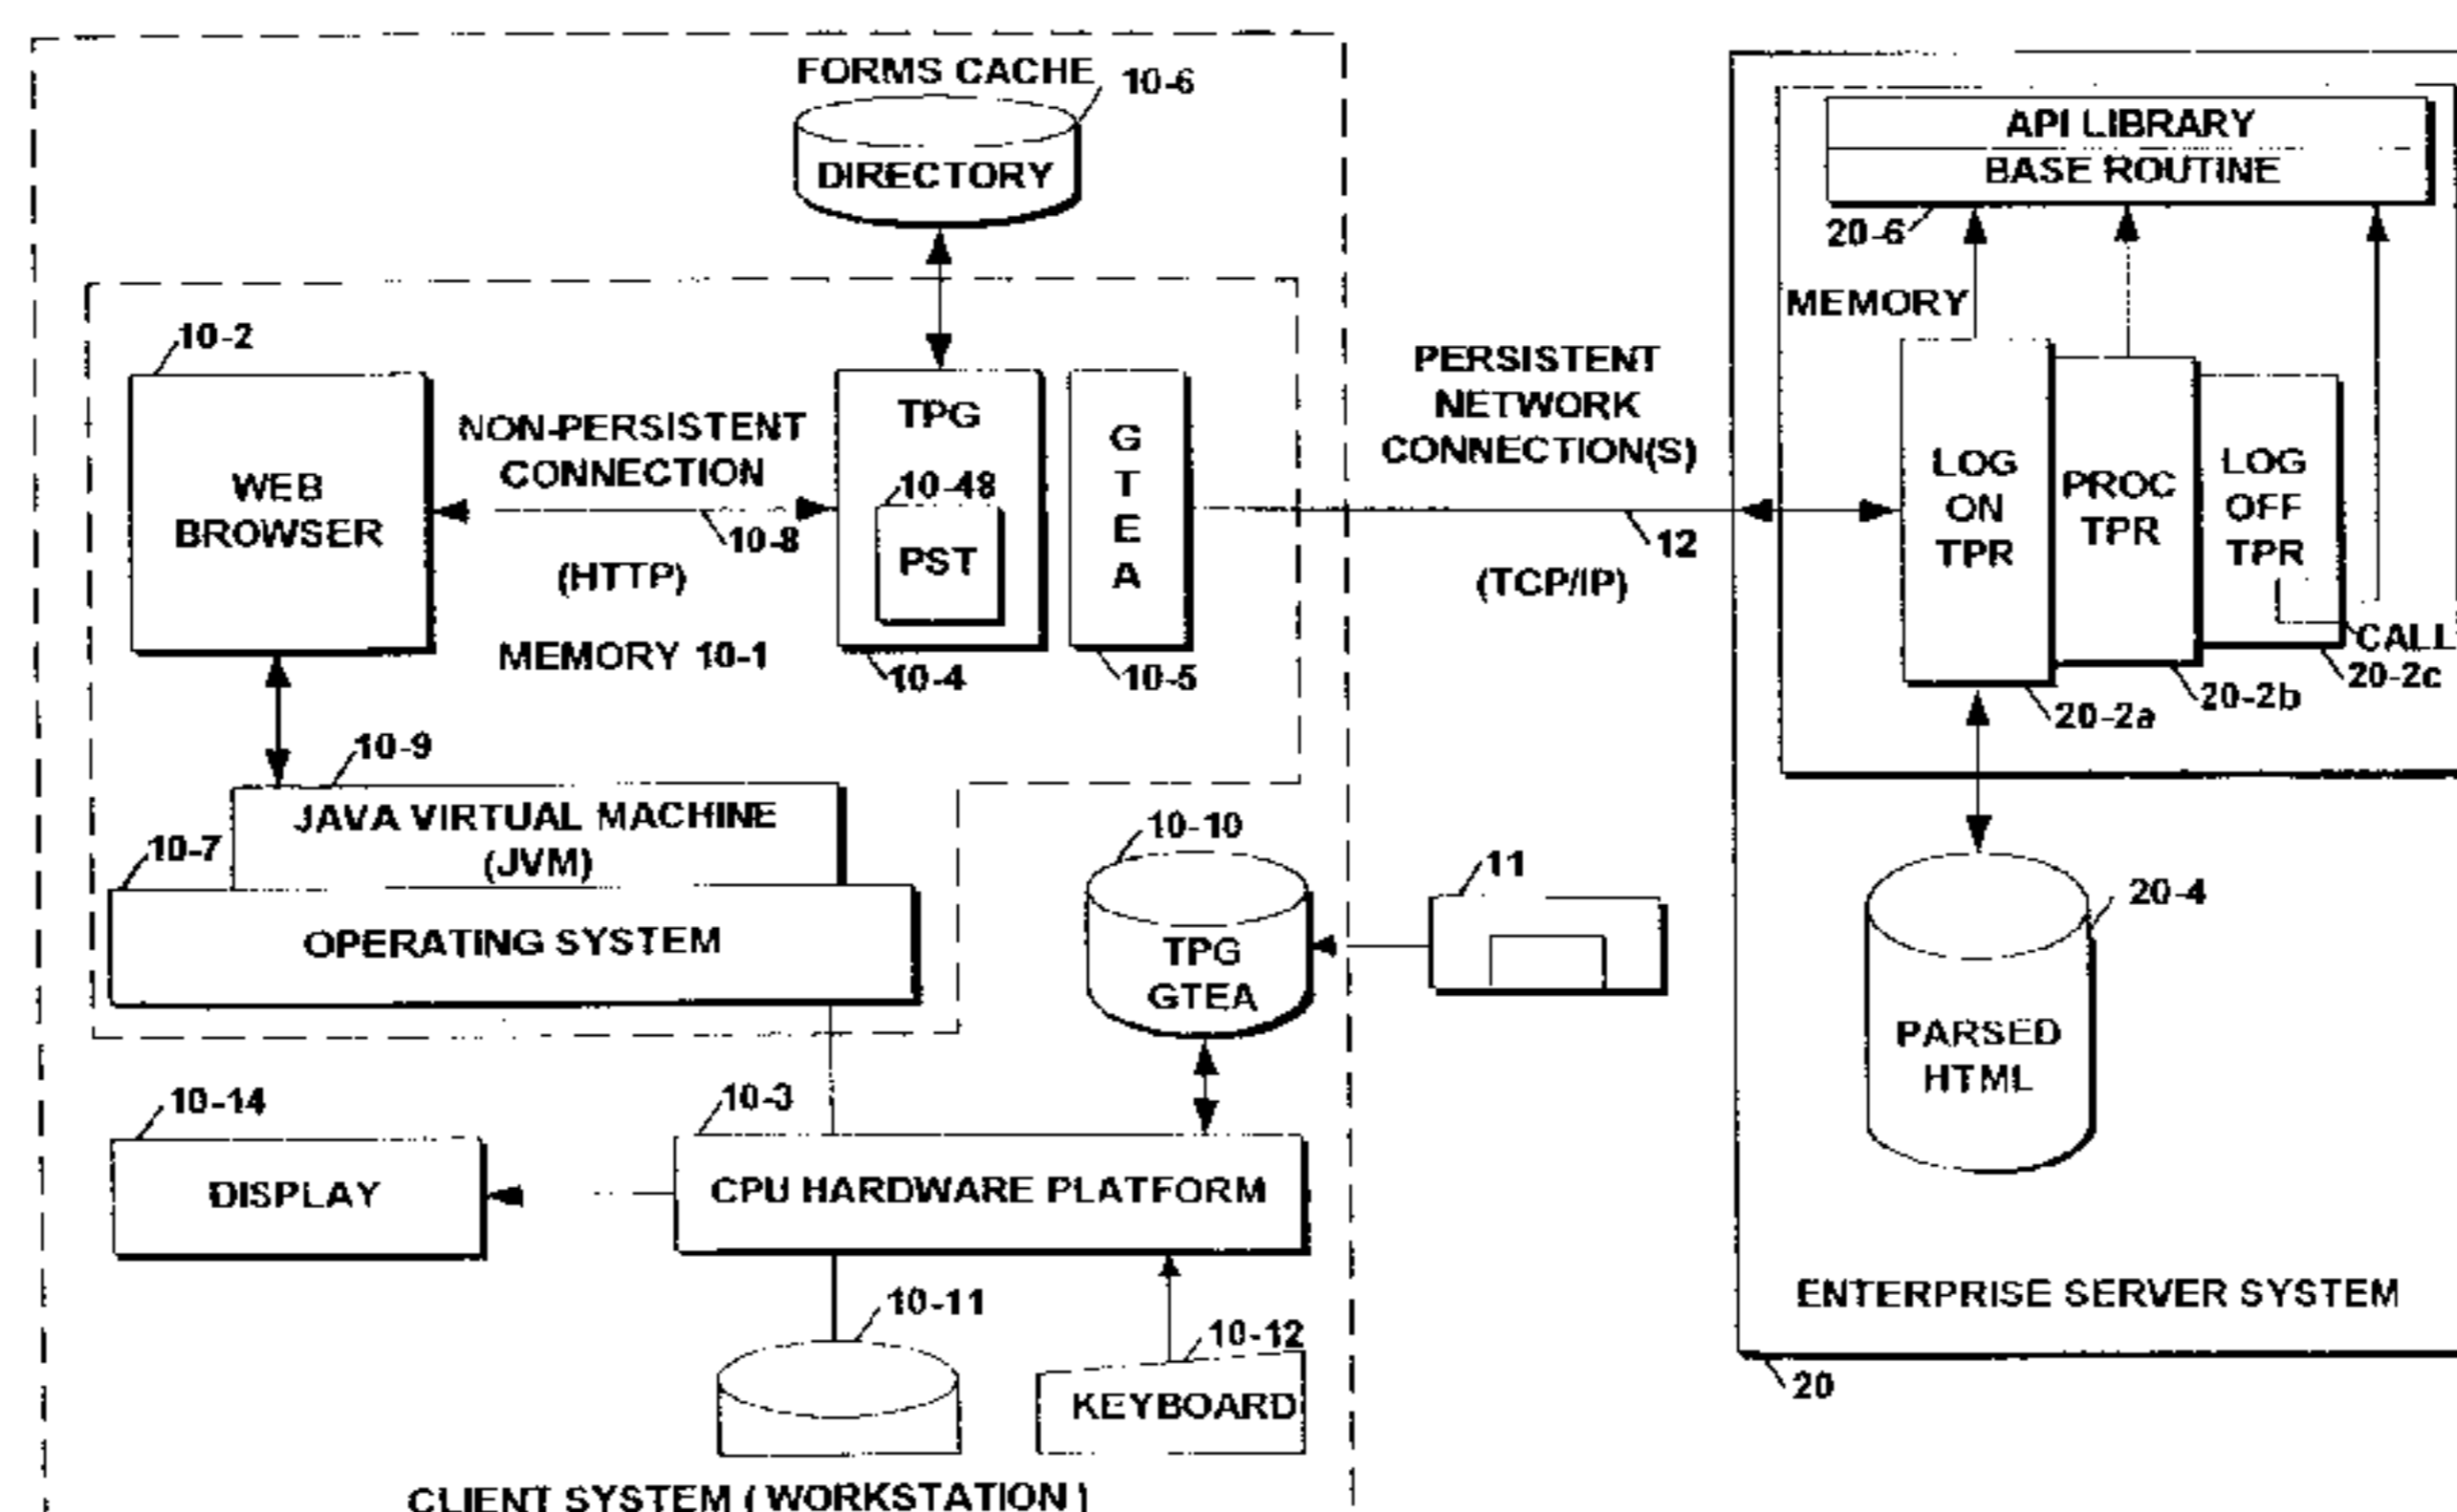 FORMS CACHE 10-6
DIRECTORY
10-2
WEB
BROWSER
NON-PERSISTENT
CONNECTION
10-8
(HTTP)
MEMORY 10-1
TPG
10-48
PST
10-4
G
T
E
A
10-5
PERSISTENT
NETWORK
CONNECTION(S)
12
(TCP/IP)
API LIBRARY
BASE ROUTINE
20-6
MEMORY
LOG
ON
TPR
PROC
TPR
LOG
OFF
TPR
CALL
20-2c
20-2b
20-2a
10-9
JAVA VIRTUAL MACHINE
(JVM)
10-7
OPERATING SYSTEM
10-10
TPG
GTEA
11
20-4
PARSED
HTML
10-14
DISPLAY
10-3
CPU HARDWARE PLATFORM
10-11
10-12
KEYBOARD
ENTERPRISE SERVER SYSTEM
20
CLIENT SYSTEM ( WORKSTATION )